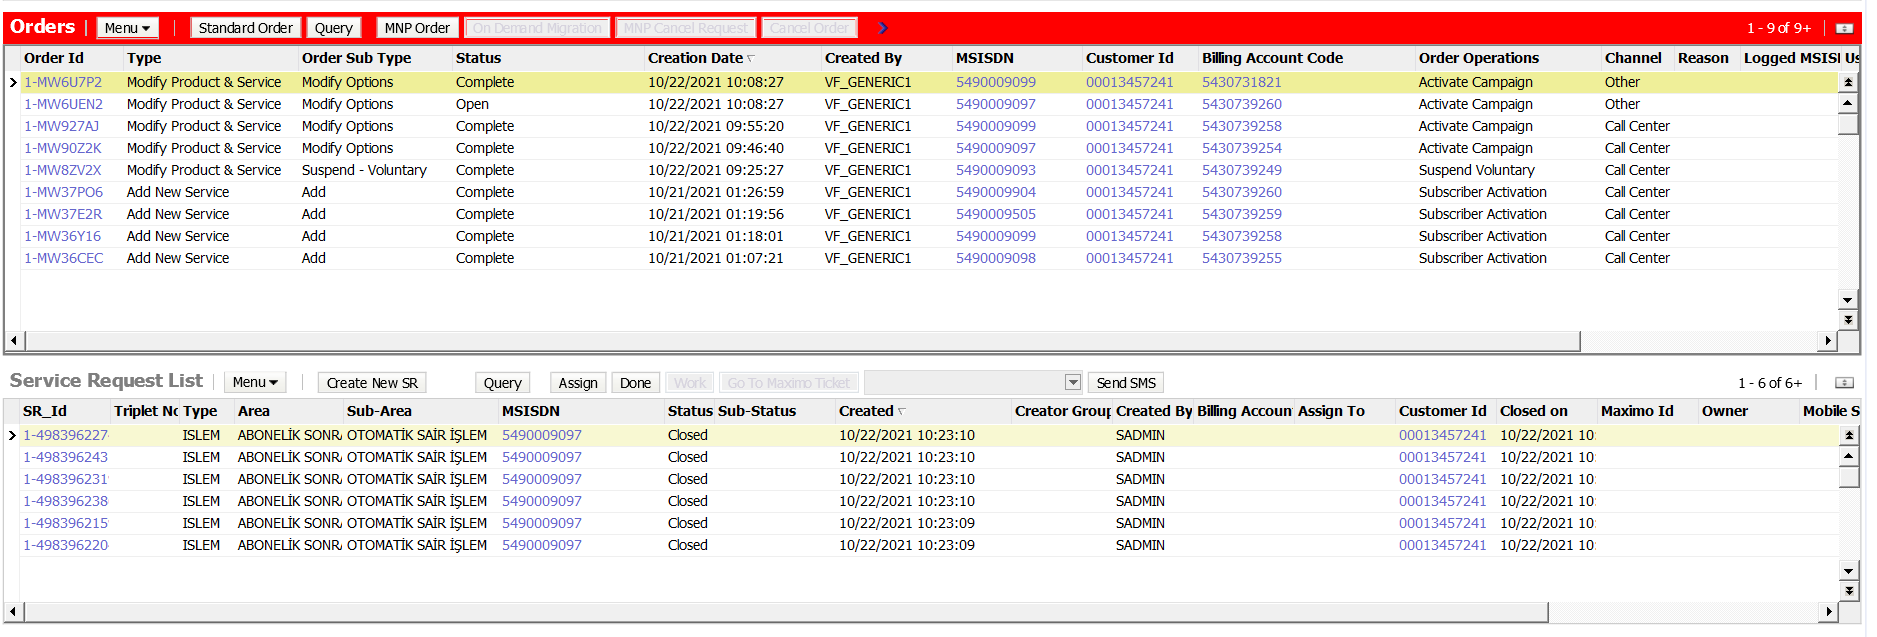 Orders Menu Standard Order Query MNP Order On Demand Migration MNP Cancel Request Cancel Order 1 - 9 of 9+
Order Id Type Order Sub Type Status Creation Date Created By MSISDN Customer Id Billing Account Code Order Operations Channel Reason Logged MSISI Us
1-MW6U7P2 Modify Product & Service Modify Options Complete 10/22/2021 10:08:27 VF_GENERIC1 5490009099 00013457241 5430731821 Activate Campaign Other
1-MW6UEN2 Modify Product & Service Modify Options Open 10/22/2021 10:08:27 VF_GENERIC1 5490009097 00013457241 5430739260 Activate Campaign Other
1-MW927AJ Modify Product & Service Modify Options Complete 10/22/2021 09:55:20 VF_GENERIC1 5490009099 00013457241 5430739258 Activate Campaign Call Center
1-MW90Z2K Modify Product & Service Modify Options Complete 10/22/2021 09:46:40 VF_GENERIC1 5490009097 00013457241 5430739254 Activate Campaign Call Center
1-MW8ZV2X Modify Product & Service Suspend - Voluntary Complete 10/22/2021 09:25:27 VF_GENERIC1 5490009093 00013457241 5430739249 Suspend Voluntary Call Center
1-MW37PO6 Add New Service Add Complete 10/21/2021 01:26:59 VF_GENERIC1 5490009904 00013457241 5430739260 Subscriber Activation Call Center
1-MW37E2R Add New Service Add Complete 10/21/2021 01:19:56 VF_GENERIC1 5490009505 00013457241 5430739259 Subscriber Activation Call Center
1-MW36Y16 Add New Service Add Complete 10/21/2021 01:18:01 VF_GENERIC1 5490009099 00013457241 5430739258 Subscriber Activation Call Center
1-MW36CEC Add New Service Add Complete 10/21/2021 01:07:21 VF_GENERIC1 5490009098 00013457241 5430739255 Subscriber Activation Call Center
Service Request List Menu Create New SR Query Assign Done Work Go To Maximo Ticket Send SMS 1 - 6 of 6+
SR_Id Triplet No Type Area Sub-Area MSISDN Status Sub-Status Created Creator Group Created By Billing Accoun Assign To Customer Id Closed on Maximo Id Owner Mobile S
1-498396227 ISLEM ABONELİK SONRA OTOMATİK SAİR İŞLEM 5490009097 Closed 10/22/2021 10:23:10 SADMIN 00013457241 10/22/2021 10:
1-498396243 ISLEM ABONELİK SONRA OTOMATİK SAİR İŞLEM 5490009097 Closed 10/22/2021 10:23:10 SADMIN 00013457241 10/22/2021 10:
1-498396231 ISLEM ABONELİK SONRA OTOMATİK SAİR İŞLEM 5490009097 Closed 10/22/2021 10:23:10 SADMIN 00013457241 10/22/2021 10:
1-498396238 ISLEM ABONELİK SONRA OTOMATİK SAİR İŞLEM 5490009097 Closed 10/22/2021 10:23:10 SADMIN 00013457241 10/22/2021 10:
1-498396215 ISLEM ABONELİK SONRA OTOMATİK SAİR İŞLEM 5490009097 Closed 10/22/2021 10:23:09 SADMIN 00013457241 10/22/2021 10:
1-498396220 ISLEM ABONELİK SONRA OTOMATİK SAİR İŞLEM 5490009097 Closed 10/22/2021 10:23:09 SADMIN 00013457241 10/22/2021 10: